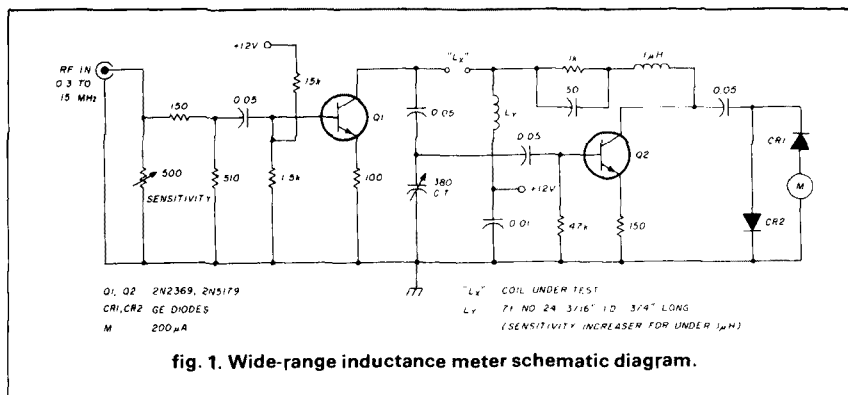 +12V
RF IN
0.3 TO
15 MHz
15k
"Lx"
1k
1μH
150
0.05
Q1
0.05
50
0.05
LY
0.05
Q2
CR1
M
500
SENSITIVITY
510
1.5k
100
380
C.T.
+12V
0.01
47k
150
CR2
Q1, Q2 2N2369, 2N5179
CR1,CR2 GE DIODES
M 200μA
"Lx" COIL UNDER TEST
LY 7T NO 24 3/16" ID 3/4" LONG
(SENSITIVITY INCREASER FOR UNDER 1μH)
fig. 1. Wide-range inductance meter schematic diagram.